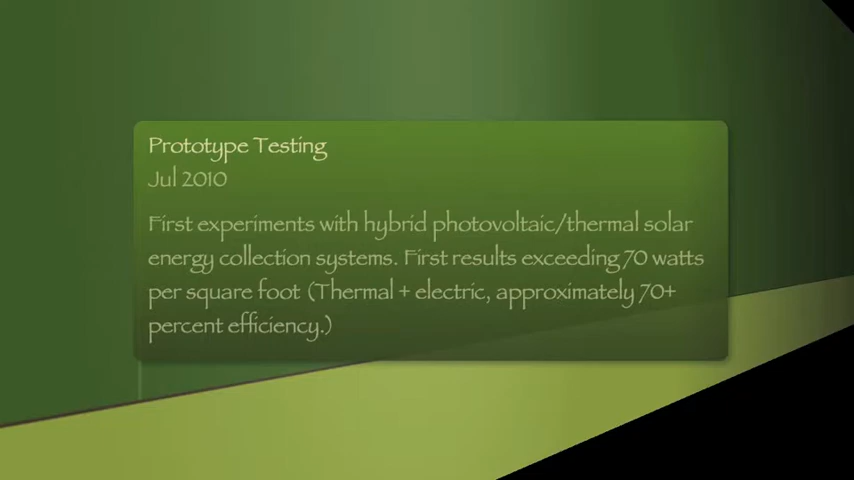 Prototype Testing
Jul 2010
First experiments with hybrid photovoltaic/thermal solar
energy collection systems. First results exceeding 70 watts
per square foot (Thermal + electric, approximately 70+
percent efficiency.)